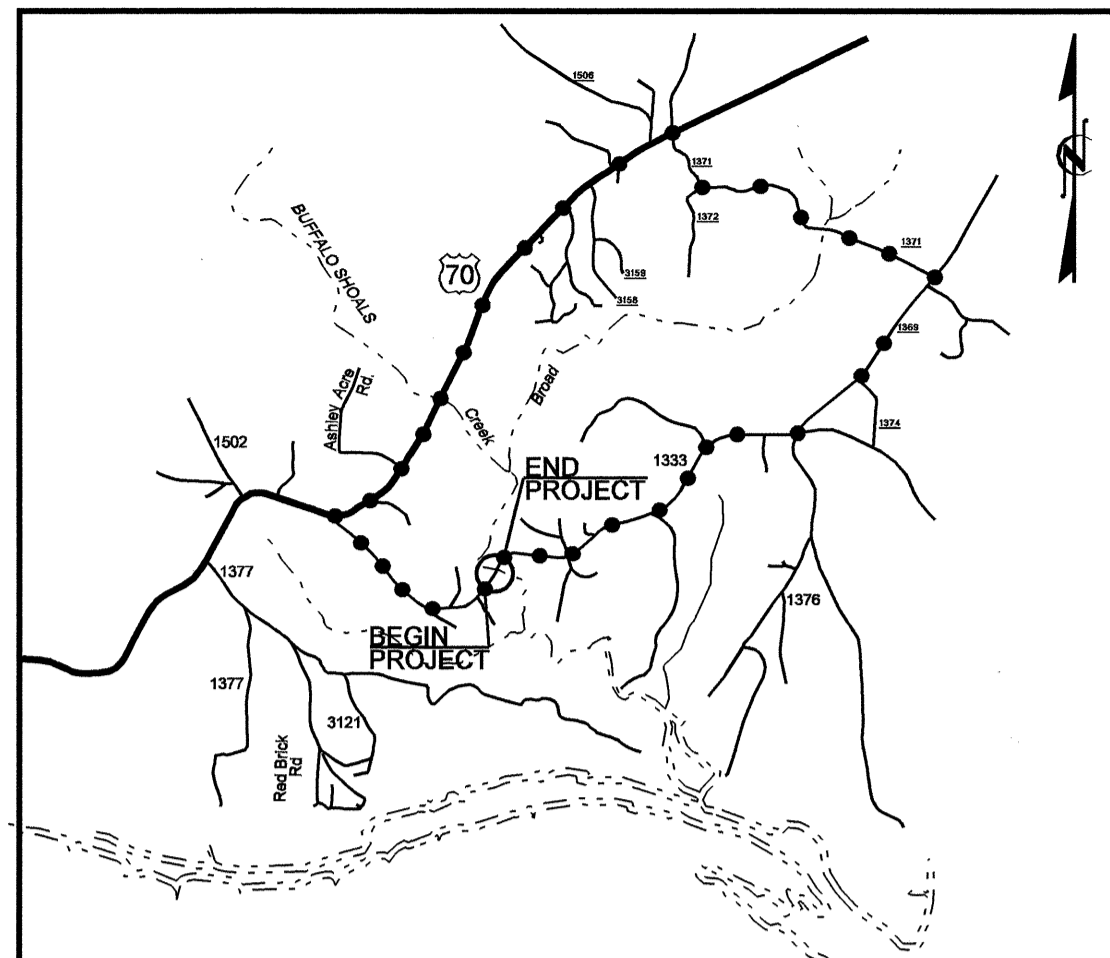 1506
N
1371
1372
BUFFALO SHOALS
70
3159
3158
1371
1369
Ashley Acre
Rd.
Creek
Broad
1374
1502
1333
END
PROJECT
1377
1376
BEGIN
PROJECT
1377
3121
Red Brick
Rd